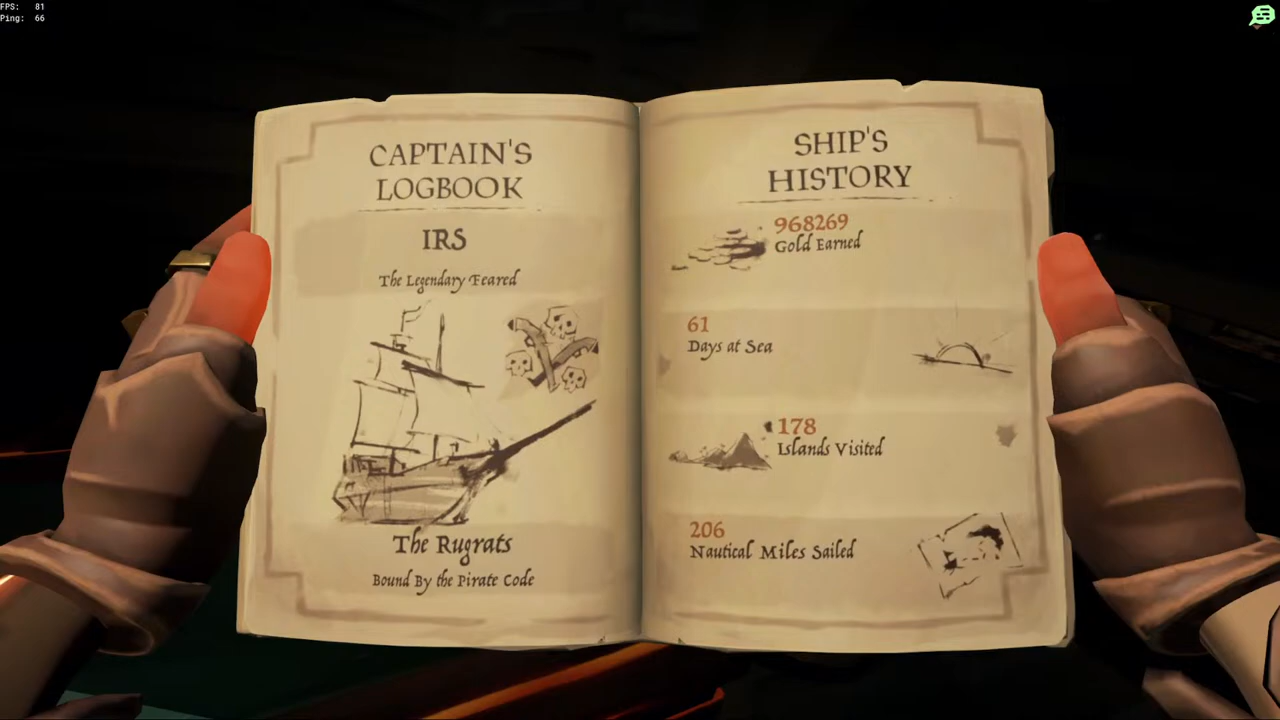 FPS: 81
Ping: 66
CAPTAIN'S
LOGBOOK
IRS
The Legendary Feared
The Rugrats
Bound By the Pirate Code
SHIP'S
HISTORY
968269
Gold Earned
61
Days at Sea
178
Islands Visited
206
Nautical Miles Sailed